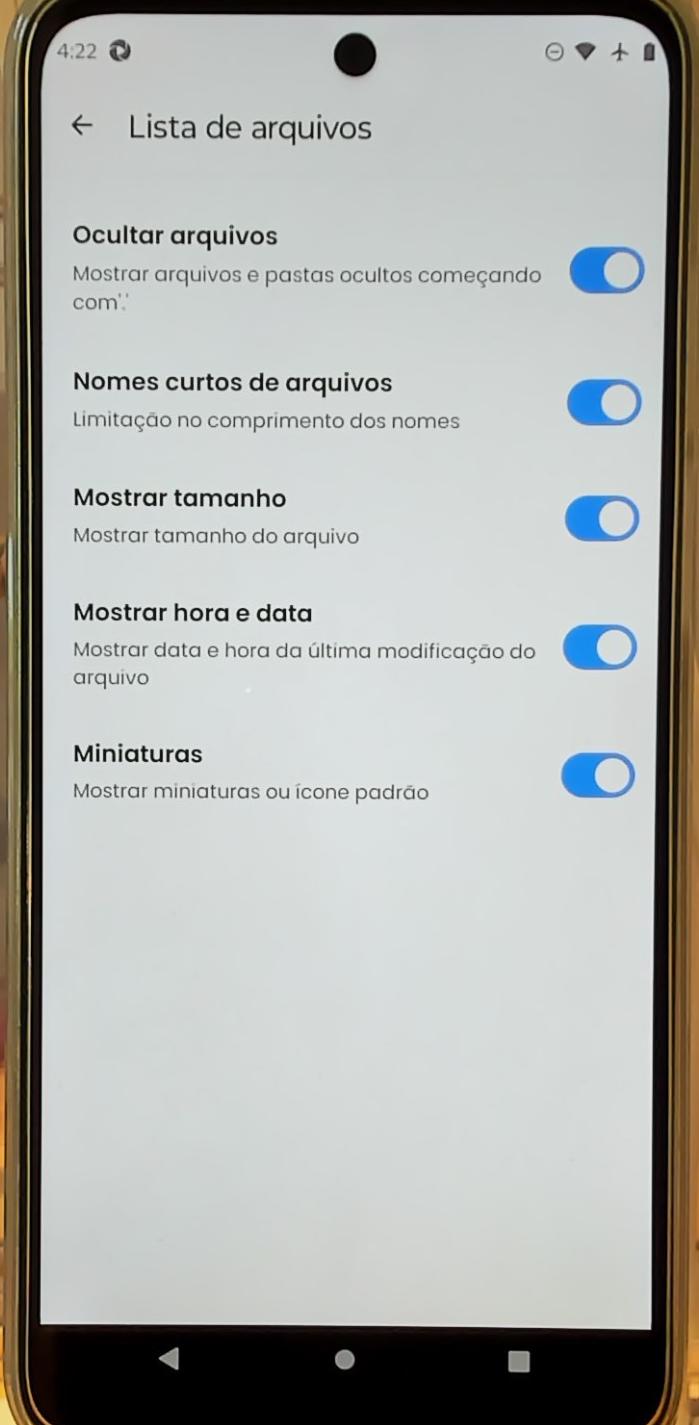 4:22
Lista de arquivos
Ocultar arquivos
Mostrar arquivos e pastas ocultos começando
com'.'
Nomes curtos de arquivos
Limitação no comprimento dos nomes
Mostrar tamanho
Mostrar tamanho do arquivo
Mostrar hora e data
Mostrar data e hora da última modificação do
arquivo
Miniaturas
Mostrar miniaturas ou ícone padrão